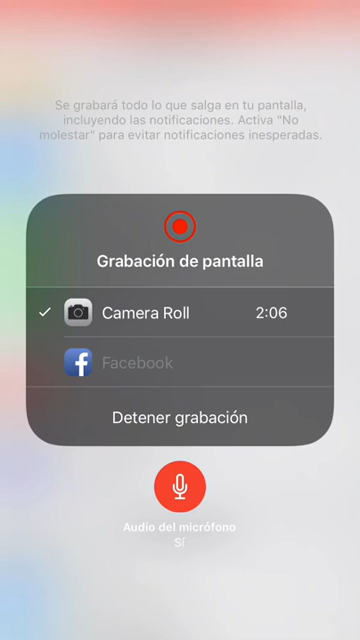 Se grabará todo lo que salga en tu pantalla,
incluyendo las notificaciones. Activa "No
molestar" para evitar notificaciones inesperadas.
Grabación de pantalla
Camera Roll 2:06
Facebook
Detener grabación
Audio del micrófono
Sí